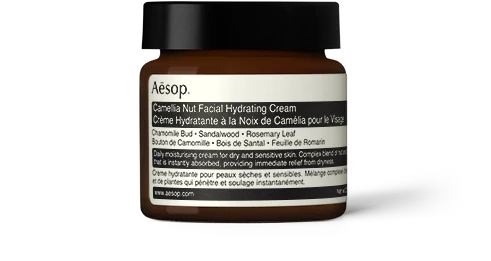 Aēsop.
Camellia Nut Facial Hydrating Cream
Crème Hydratante à la Noix de Camélia pour le Visage
Chamomile Bud • Sandalwood • Rosemary Leaf
Bouton de Camomille • Bois de Santal • Feuille de Romarin
Daily moisturising cream for dry and sensitive skin. Complex blend of
that is instantly absorbed, providing immediate relief from dryness.
Crème hydratante pour peaux sèches et sensibles. Mélange complexe
et de plantes qui pénètre et soulage instantanément.
www.aesop.com